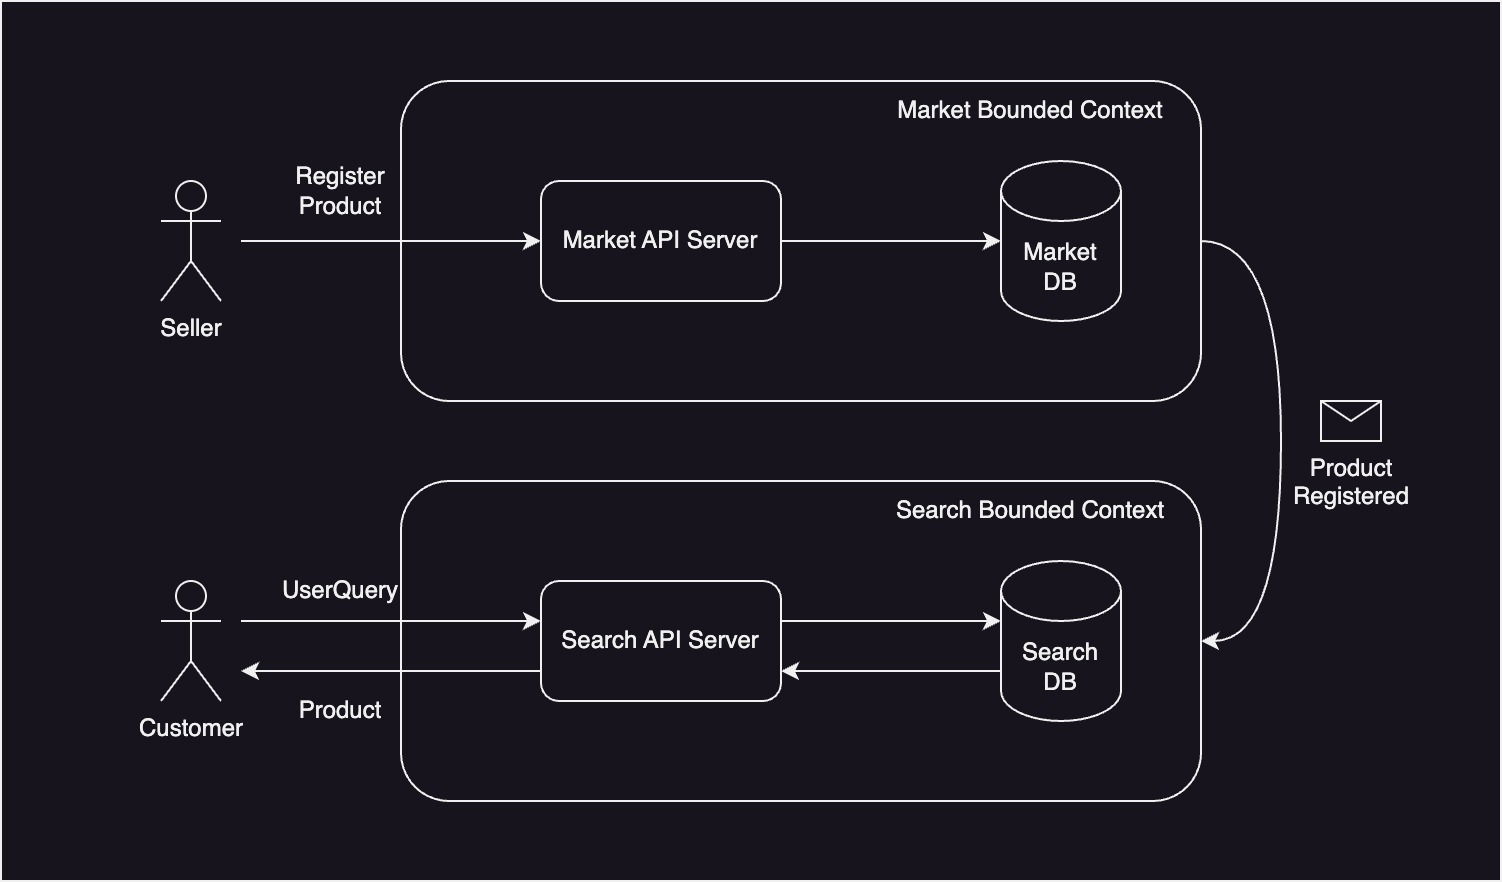 Market Bounded Context
Register
Product
Market API Server
Market
DB
Seller
Product
Registered
Search Bounded Context
UserQuery
Search API Server
Search
DB
Product
Customer